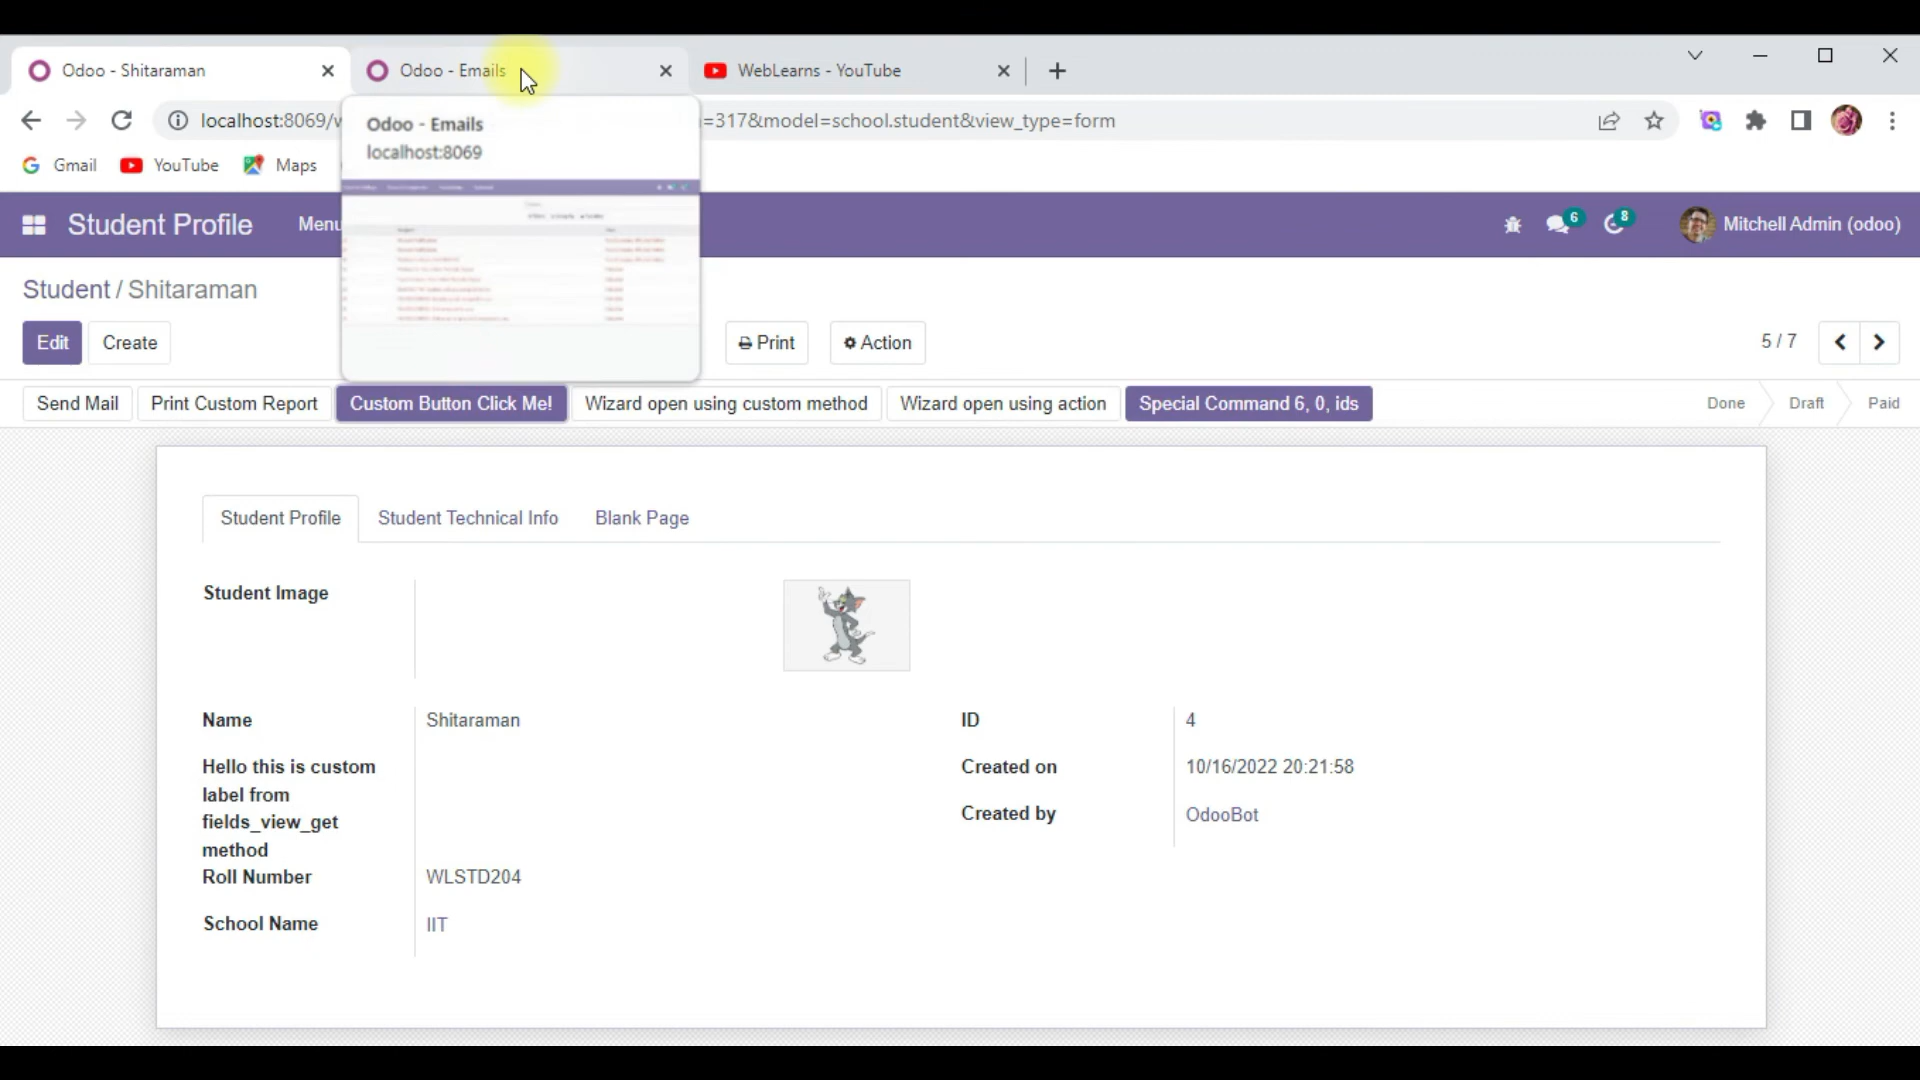 Odoo - Shitaraman
Odoo - Emails
WebLearns - YouTube
localhost:8069/
=317&model=school.student&view_type=form
Odoo - Emails
localhost:8069
Gmail
YouTube
Maps
Student Profile
Menu
6
8
Mitchell Admin (odoo)
Student / Shitaraman
Edit
Create
Print
Action
5 / 7
Send Mail
Print Custom Report
Custom Button Click Me!
Wizard open using custom method
Wizard open using action
Special Command 6, 0, ids
Done
Draft
Paid
Student Profile
Student Technical Info
Blank Page
Student Image
Name
Shitaraman
ID
4
Hello this is custom
label from
fields_view_get
method
Created on
10/16/2022 20:21:58
Created by
OdooBot
Roll Number
WLSTD204
School Name
IIT